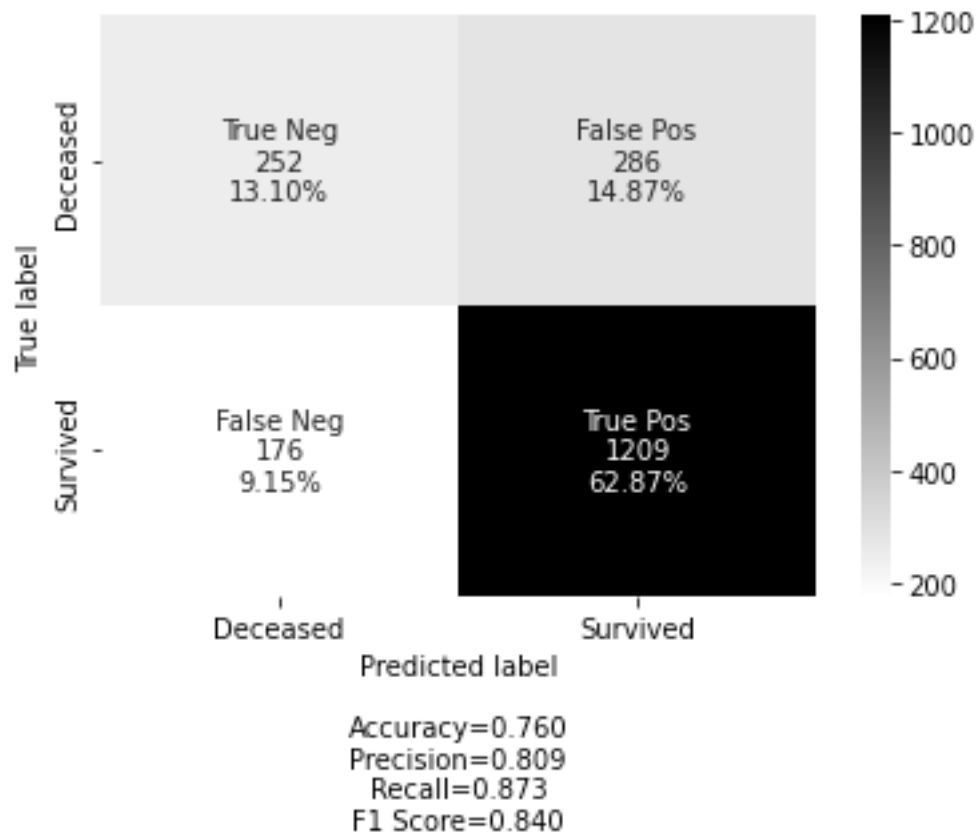 True Neg
252
13.10%
False Pos
286
14.87%
False Neg
176
9.15%
True Pos
1209
62.87%
Deceased
Survived
True label
Deceased
Survived
Predicted label
1200
1000
800
600
400
200
Accuracy=0.760
Precision=0.809
Recall=0.873
F1 Score=0.840